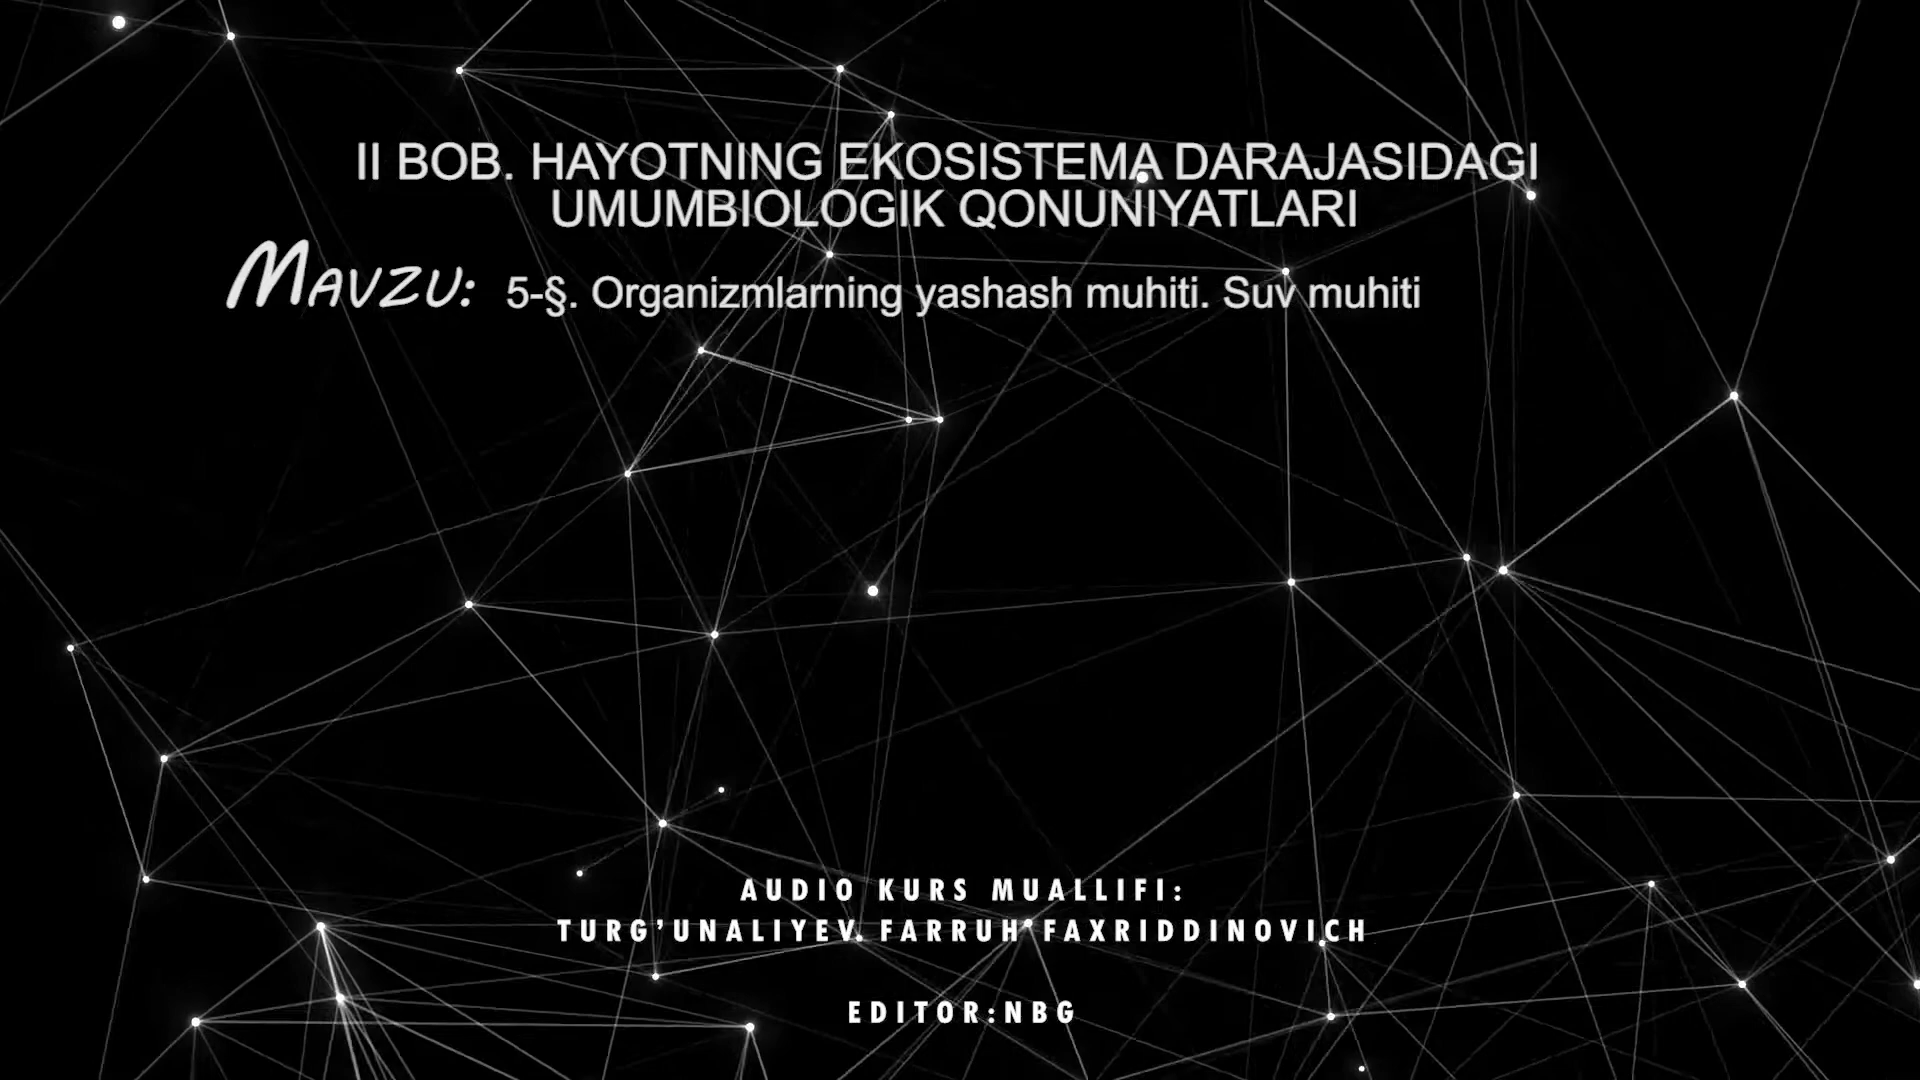 II BOB. HAYOTNING EKOSISTEMA DARAJASIDAGI
UMUMBIOLOGIK QONUNIYATLARI
MAVZU: 5-§. Organizmlarning yashash muhiti. Suv muhiti
AUDIO KURS MUALLIFI:
TURG’UNALIYEV FARRUH FAXRIDDINOVICH
EDITOR:NBG